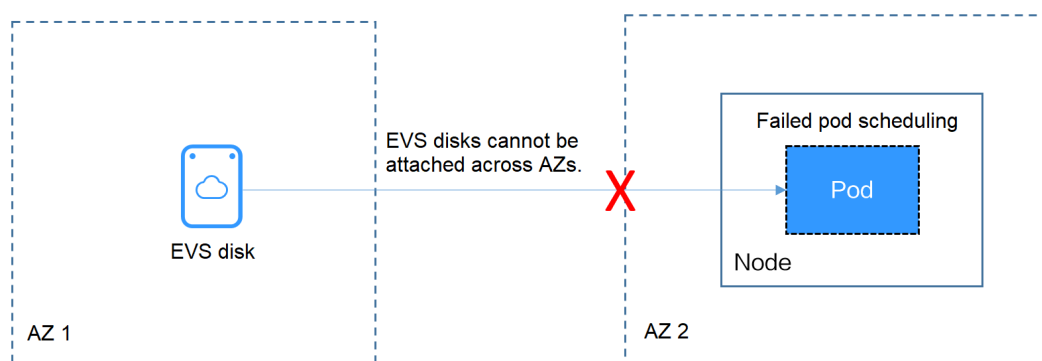 EVS disks cannot be
attached across AZs.
X
Failed pod scheduling
Pod
EVS disk
Node
AZ 1
AZ 2